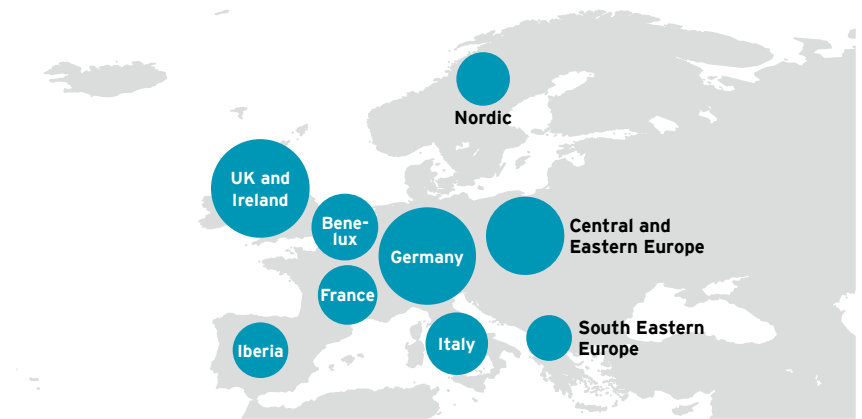 Nordic
UK and
Ireland
Bene-
lux
Germany
Central and
Eastern Europe
France
Iberia
Italy
South Eastern
Europe